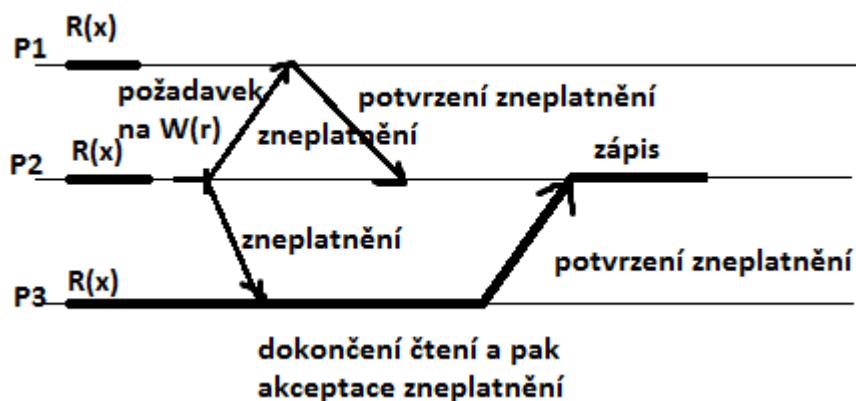 R(x)
P1
požadavek
na W(r)
potvrzení zneplatnění
zneplatnění
R(x)
P2
zápis
zneplatnění
potvrzení zneplatnění
R(x)
P3
dokončení čtení a pak
akceptace zneplatnění